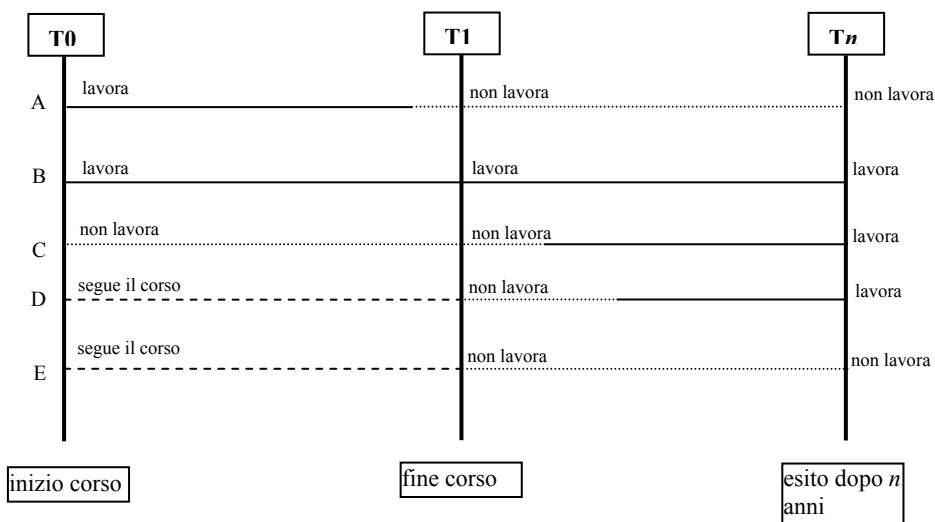 T0 T1 Tn
A lavora non lavora non lavora
B lavora lavora lavora
C non lavora non lavora lavora
D segue il corso non lavora lavora
E segue il corso non lavora non lavora
inizio corso fine corso esito dopo n
anni